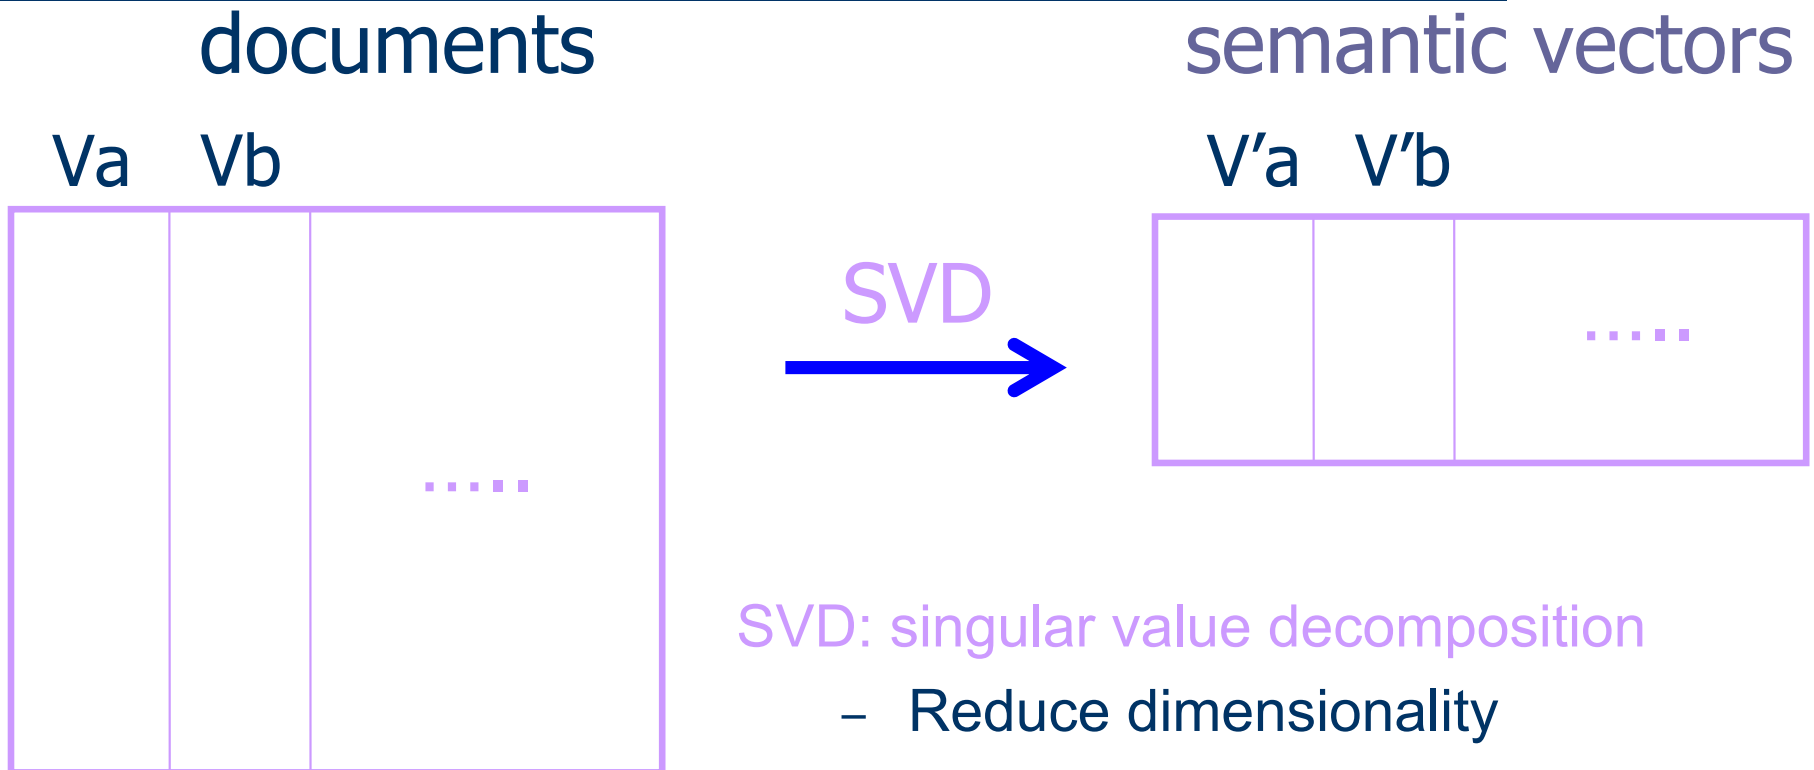 documents
semantic vectors
Va Vb
V’a V’b
.....
SVD
.....
SVD: singular value decomposition
– Reduce dimensionality